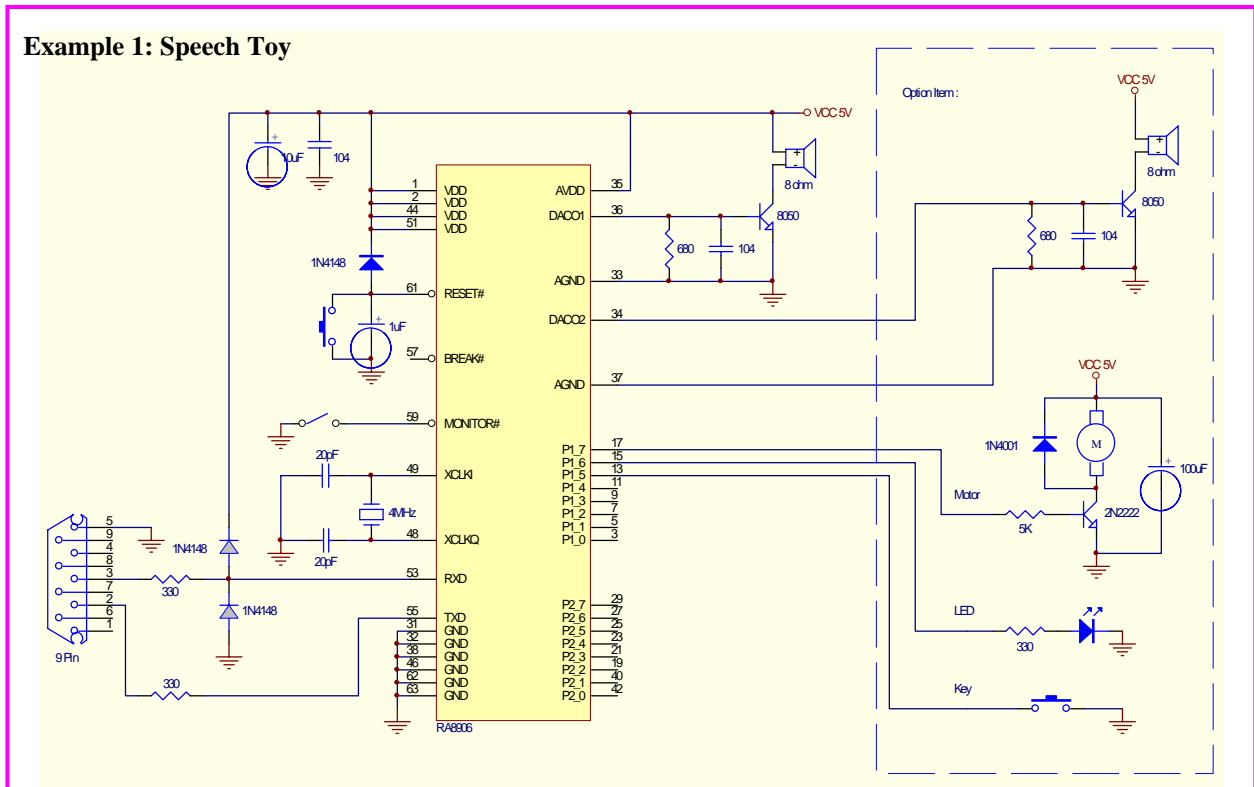 Example 1: Speech Toy
Option Item :
VCC 5V
VCC 5V
10uF
104
8 ohm
8 ohm
1 VDD
2 VDD
44 VDD
51 VDD
AVDD 35
DACO1 36
8050
8050
680
104
680
104
1N4148
61 RESET#
AGND 33
1uF
DACO2 34
57 BREAK#
VCC 5V
AGND 37
59 MONITOR#
1N4001
M
100uF
P1_7 17
20pF
P1_6 15
49 XCLKI
P1_5 13
P1_4 11
Motor
P1_3 9
4MHz
P1_2 7
2N2222
5K
P1_1 5
48 XCLKQ
P1_0 3
20pF
5
9
4
8
3
7
2
6
1
9 Pin
1N4148
330
1N4148
53 RXD
P2_7 29
55 TXD
P2_6 27
LED
31 GND
P2_5 25
32 GND
P2_4 23
330
38 GND
P2_3 21
46 GND
P2_2 19
62 GND
P2_1 40
330
63 GND
P2_0 42
Key
RA8906